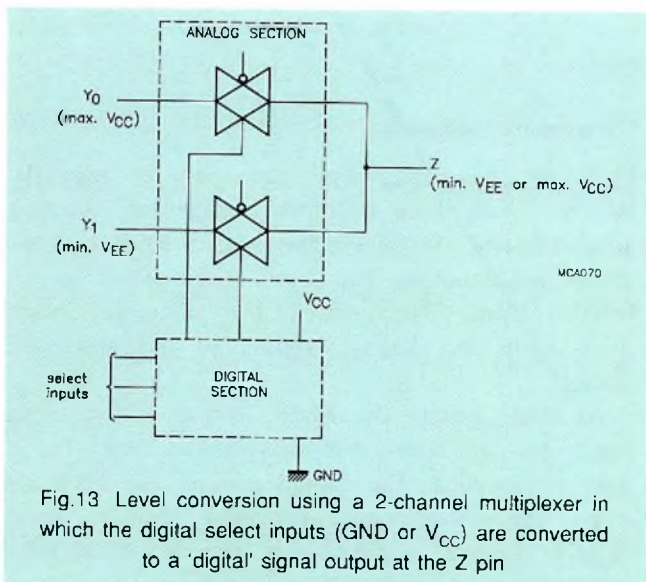 ANALOG SECTION
Y0
(max. VCC)
Z
(min. VEE or max. VCC)
Y1
(min. VEE)
MCA070
VCC
select
inputs
DIGITAL
SECTION
GND
Fig.13 Level conversion using a 2-channel multiplexer in
which the digital select inputs (GND or VCC) are converted
to a 'digital' signal output at the Z pin